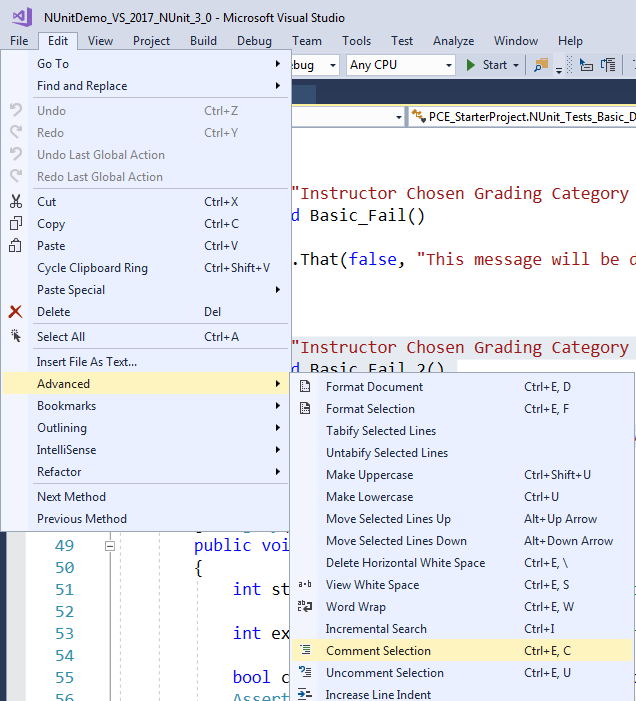 NUnitDemo_VS_2017_NUnit_3_0 - Microsoft Visual Studio
File Edit View Project Build Debug Team Tools Test Analyze Window Help
Any CPU Start
Go To
Find and Replace
PCE_StarterProject.NUnit_Tests_Basic_D
Undo Ctrl+Z
Redo Ctrl+Y
Undo Last Global Action
Redo Last Global Action
"Instructor Chosen Grading Category
Cut Ctrl+X
Basic_Fail()
Copy Ctrl+C
Paste Ctrl+V
.That(false, "This message will be d
Cycle Clipboard Ring Ctrl+Shift+V
Paste Special
Delete Del
Select All Ctrl+A
"Instructor Chosen Grading Category
Insert File As Text...
Basic_Fail_2()
Advanced
Bookmarks
Outlining
IntelliSense
Refactor
Next Method
Previous Method
Format Document Ctrl+E, D
Format Selection Ctrl+E, F
Tabify Selected Lines
Untabify Selected Lines
Make Uppercase Ctrl+Shift+U
Make Lowercase Ctrl+U
Move Selected Lines Up Alt+Up Arrow
Move Selected Lines Down Alt+Down Arrow
Delete Horizontal White Space Ctrl+E, \
View White Space Ctrl+E, S
Word Wrap Ctrl+E, W
Incremental Search Ctrl+I
Comment Selection Ctrl+E, C
Uncomment Selection Ctrl+E, U
Increase Line Indent
49 public voi
50 {
51 int st
52
53 int ex
54
55 bool c
56 Assert